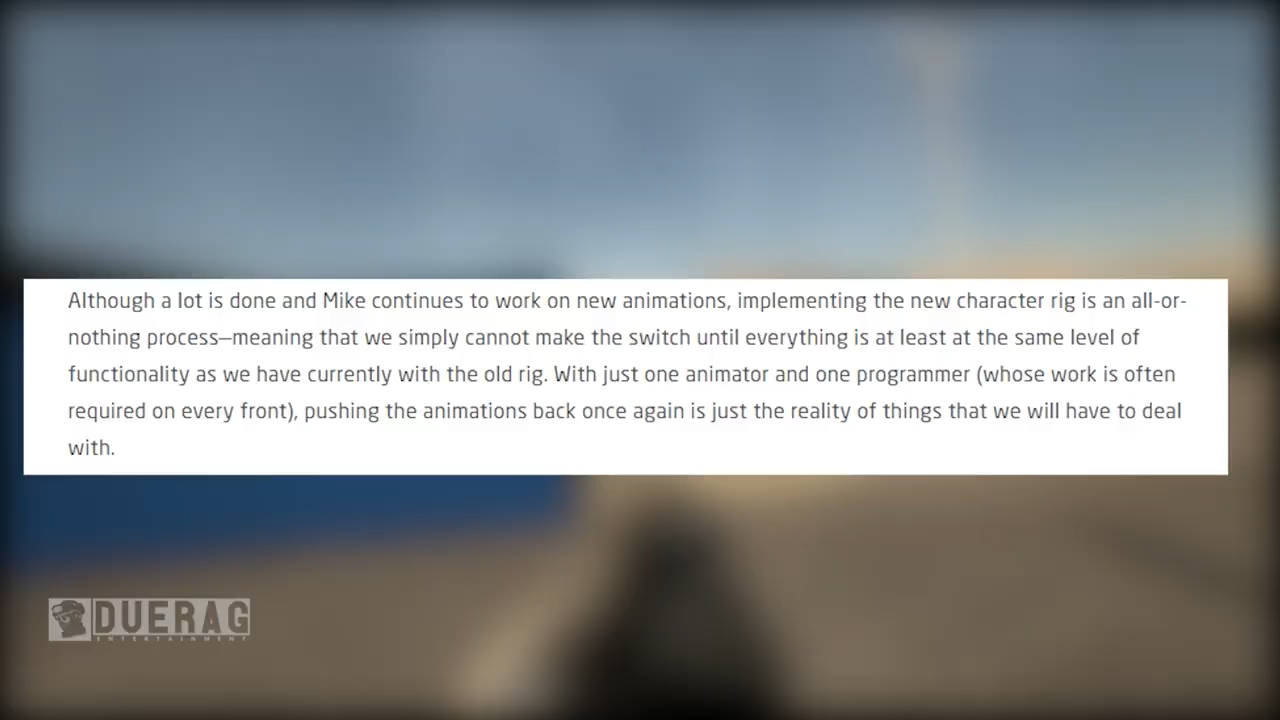 Although a lot is done and Mike continues to work on new animations, implementing the new character rig is an all-or-
nothing process—meaning that we simply cannot make the switch until everything is at least at the same level of
functionality as we have currently with the old rig. With just one animator and one programmer (whose work is often
required on every front), pushing the animations back once again is just the reality of things that we will have to deal
with.
DUERAG
ENTERTAINMENT